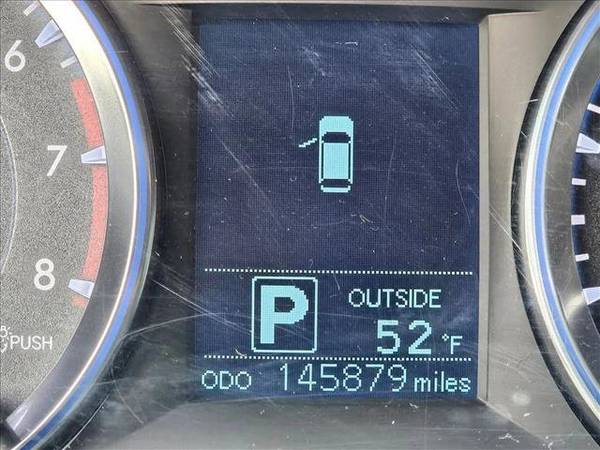 6
7
8
PUSH
P
OUTSIDE
52 °F
ODO 145879 miles